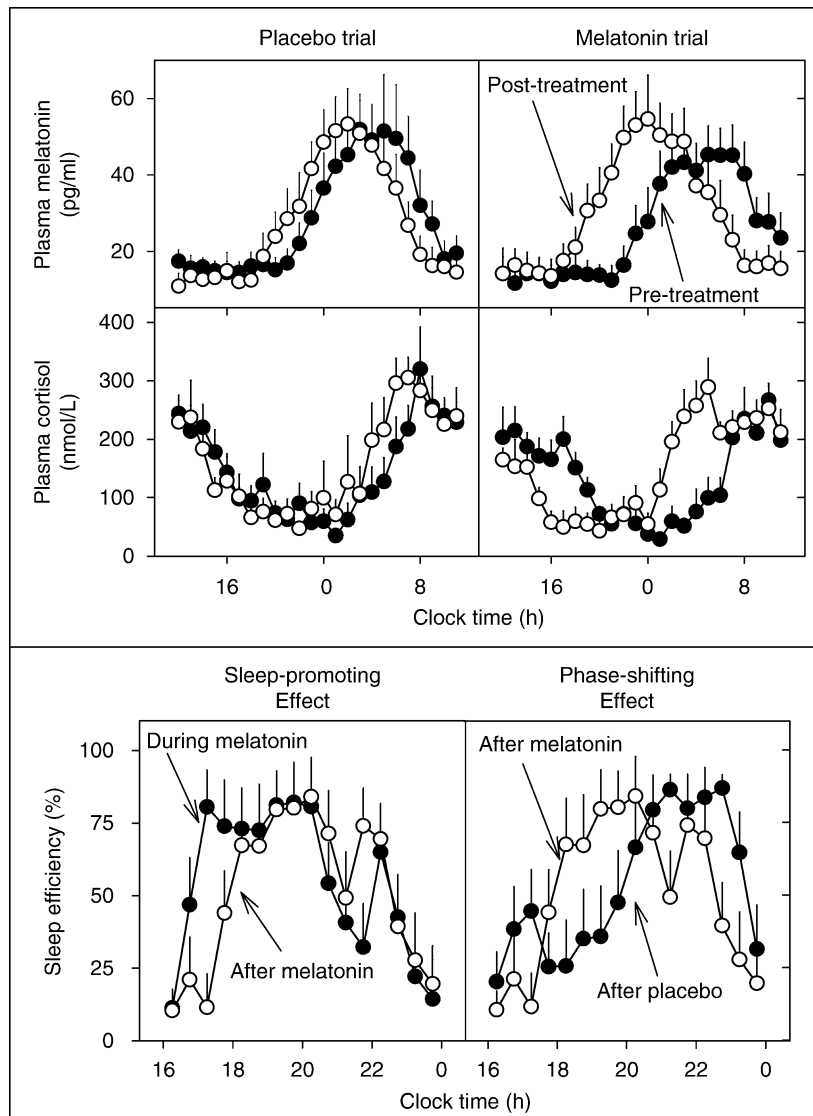 Placebo trial
Melatonin trial
Plasma melatonin
(pg/ml)
60
40
20
Post-treatment
Pre-treatment
Plasma cortisol
(nmol/L)
400
300
200
100
0
16
0
8
16
0
8
Clock time (h)
Sleep-promoting
Effect
Phase-shifting
Effect
Sleep efficiency (%)
100
75
50
25
0
During melatonin
After melatonin
After melatonin
After placebo
16
18
20
22
0
16
18
20
22
0
Clock time (h)